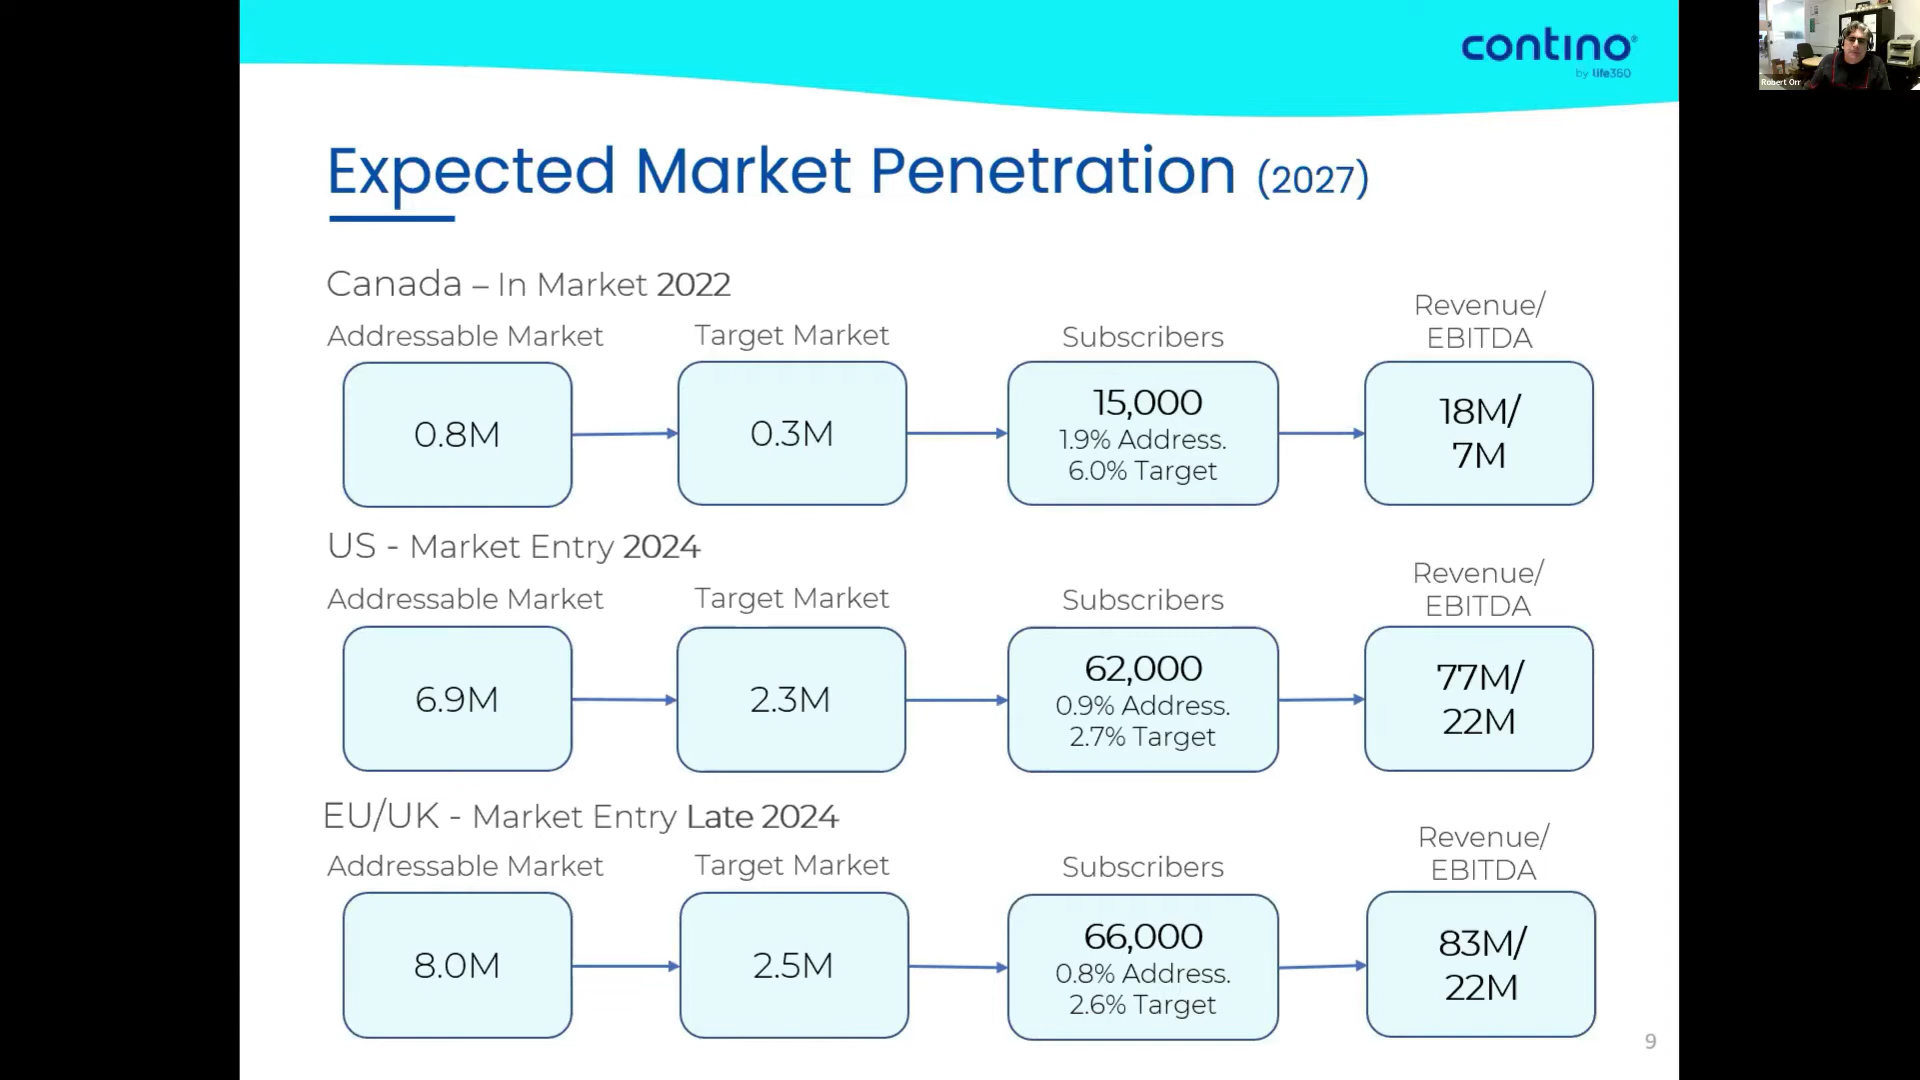 contino®
by life360
Robert Orr
Expected Market Penetration (2027)
Canada – In Market 2022
Addressable Market
Target Market
Subscribers
Revenue/
EBITDA
0.8M
0.3M
15,000
1.9% Address.
6.0% Target
18M/
7M
US - Market Entry 2024
Addressable Market
Target Market
Subscribers
Revenue/
EBITDA
6.9M
2.3M
62,000
0.9% Address.
2.7% Target
77M/
22M
EU/UK - Market Entry Late 2024
Addressable Market
Target Market
Subscribers
Revenue/
EBITDA
8.0M
2.5M
66,000
0.8% Address.
2.6% Target
83M/
22M
9